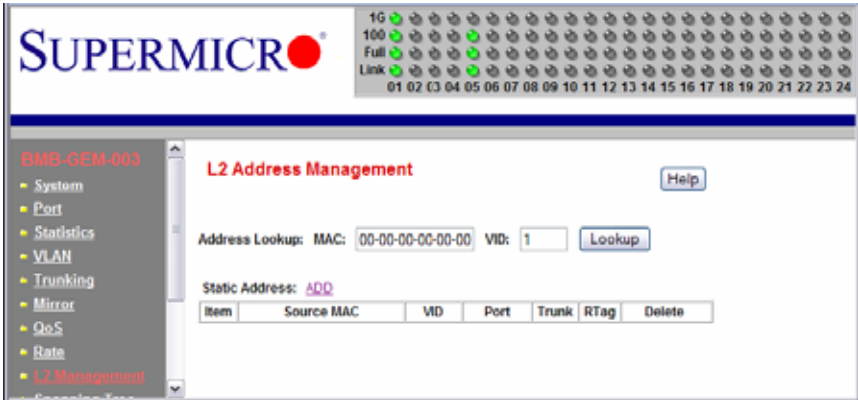 SUPERMICRO
1G
100
Full
Link
01 02 03 04 05 06 07 08 09 10 11 12 13 14 15 16 17 18 19 20 21 22 23 24
BMB-GEM-003
System
Port
Statistics
VLAN
Trunking
Mirror
QoS
Rate
L2 Management
Spanning Tree
L2 Address Management
Help
Address Lookup: MAC: 00-00-00-00-00-00 VID: 1 Lookup
Static Address: ADD
Item Source MAC VID Port Trunk RTag Delete